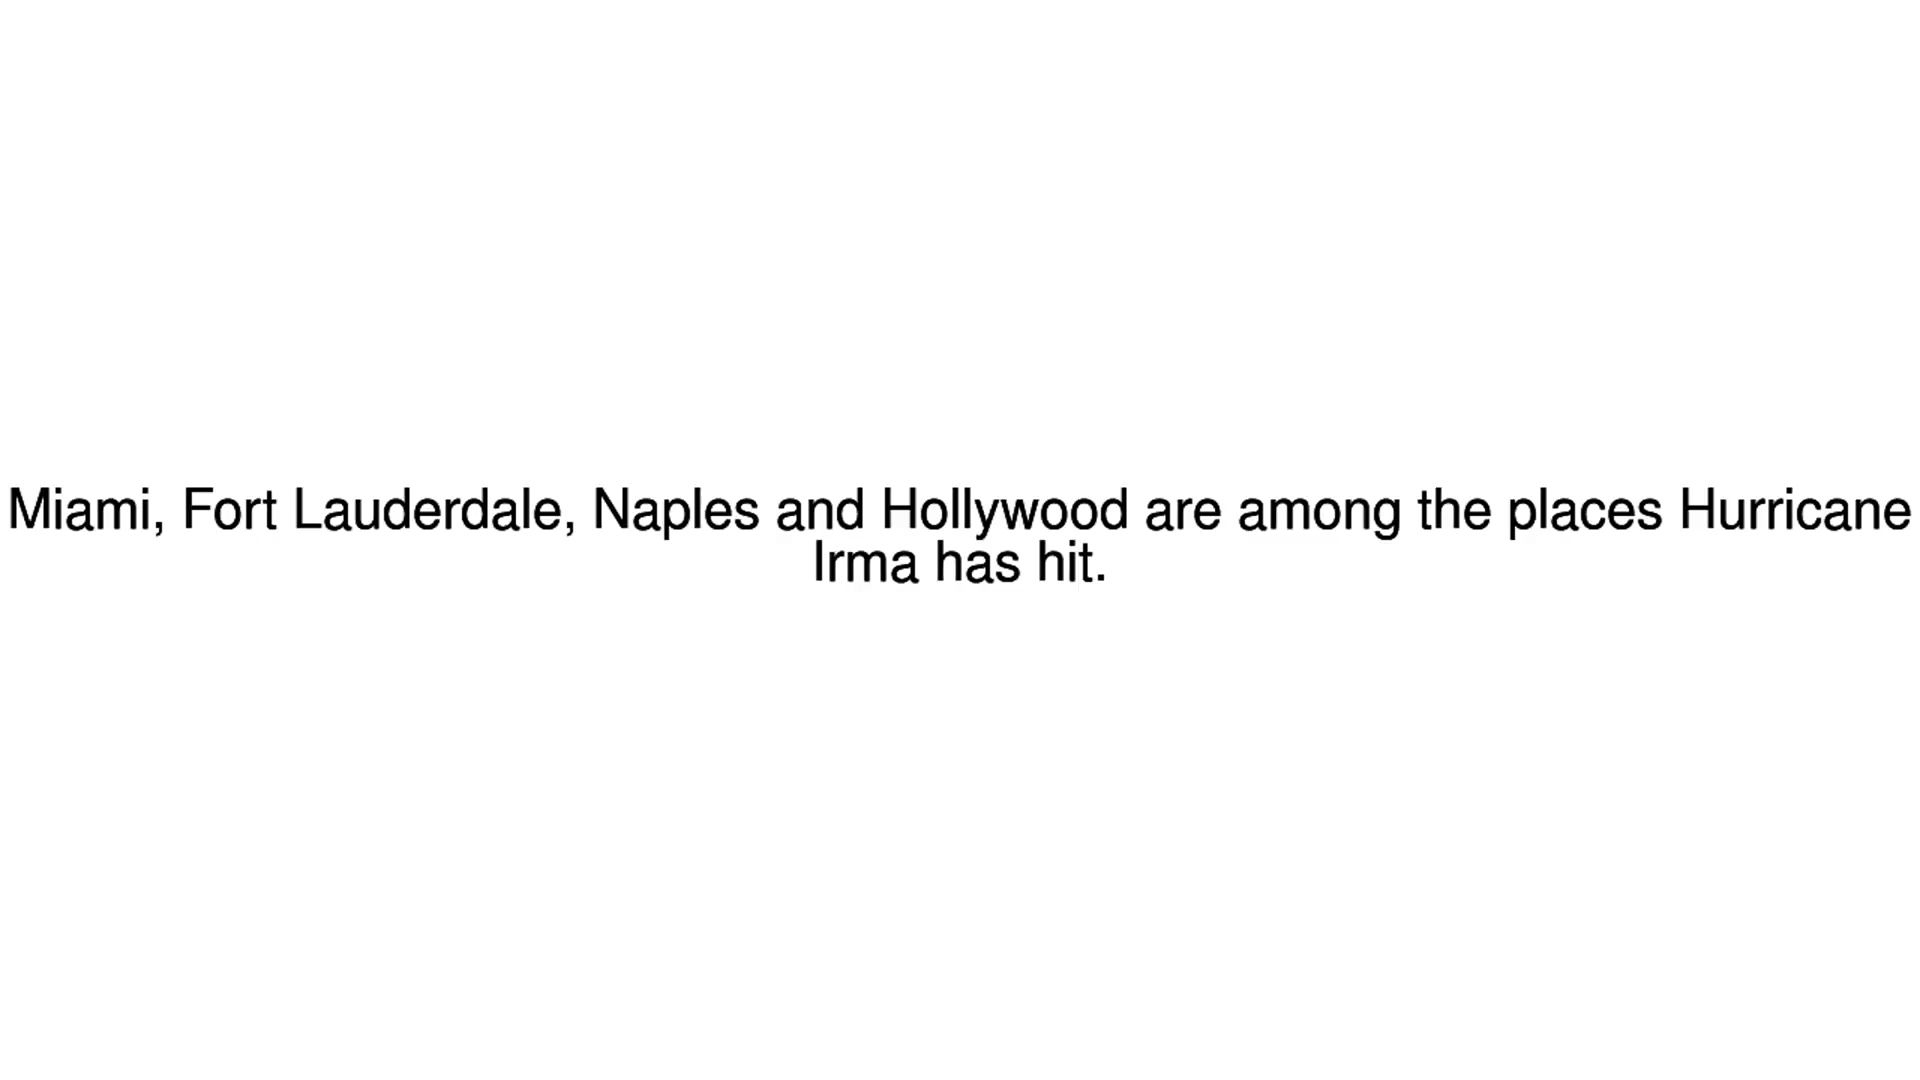 Miami, Fort Lauderdale, Naples and Hollywood are among the places Hurricane
Irma has hit.